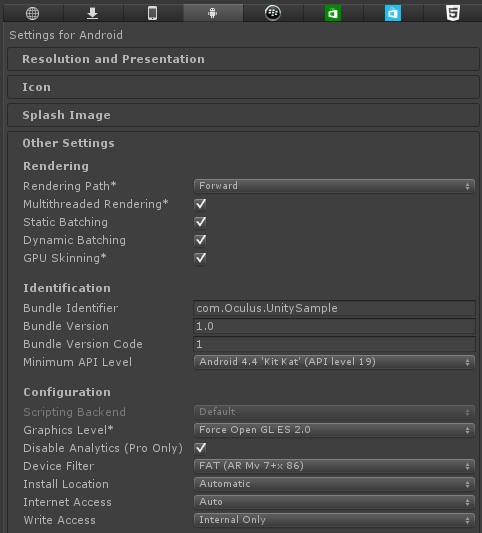 Settings for Android
Resolution and Presentation
Icon
Splash Image
Other Settings
Rendering
Rendering Path* Forward
Multithreaded Rendering*
Static Batching
Dynamic Batching
GPU Skinning*
Identification
Bundle Identifier com.Oculus.UnitySample
Bundle Version 1.0
Bundle Version Code 1
Minimum API Level Android 4.4 'Kit Kat' (API level 19)
Configuration
Scripting Backend Default
Graphics Level* Force Open GL ES 2.0
Disable Analytics (Pro Only)
Device Filter FAT (AR Mv 7+x 86)
Install Location Automatic
Internet Access Auto
Write Access Internal Only